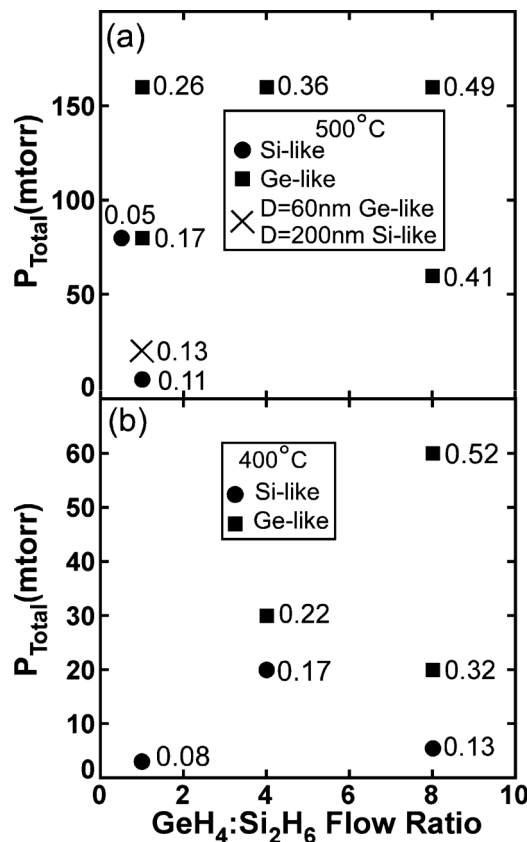 (a)
0.26
0.36
0.49
500°C
Si-like
Ge-like
D=60nm Ge-like
D=200nm Si-like
0.05
0.17
0.41
0.13
0.11
150
100
50
0
P_Total(mtorr)
(b)
400°C
Si-like
Ge-like
0.52
0.22
0.17
0.32
0.08
0.13
60
50
40
30
20
10
0
P_Total(mtorr)
0 2 4 6 8 10
GeH₄:Si₂H₆ Flow Ratio